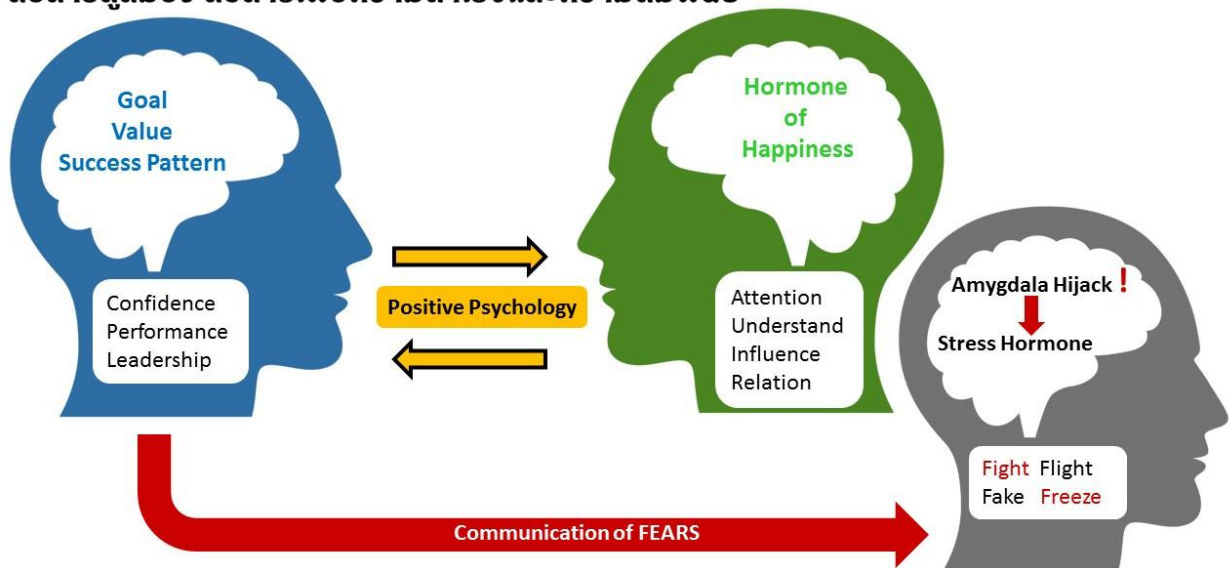 Goal
Value
Success Pattern
Confidence
Performance
Leadership
Positive Psychology
Hormone
of
Happiness
Attention
Understand
Influence
Relation
Amygdala Hijack !
Stress Hormone
Fight Flight
Fake Freeze
Communication of FEARS